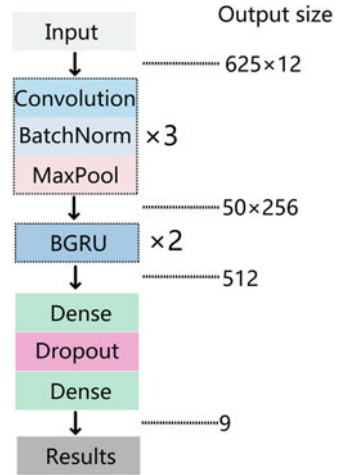 Output size
Input
625×12
Convolution
BatchNorm ×3
MaxPool
50×256
BGRU ×2
512
Dense
Dropout
Dense
9
Results